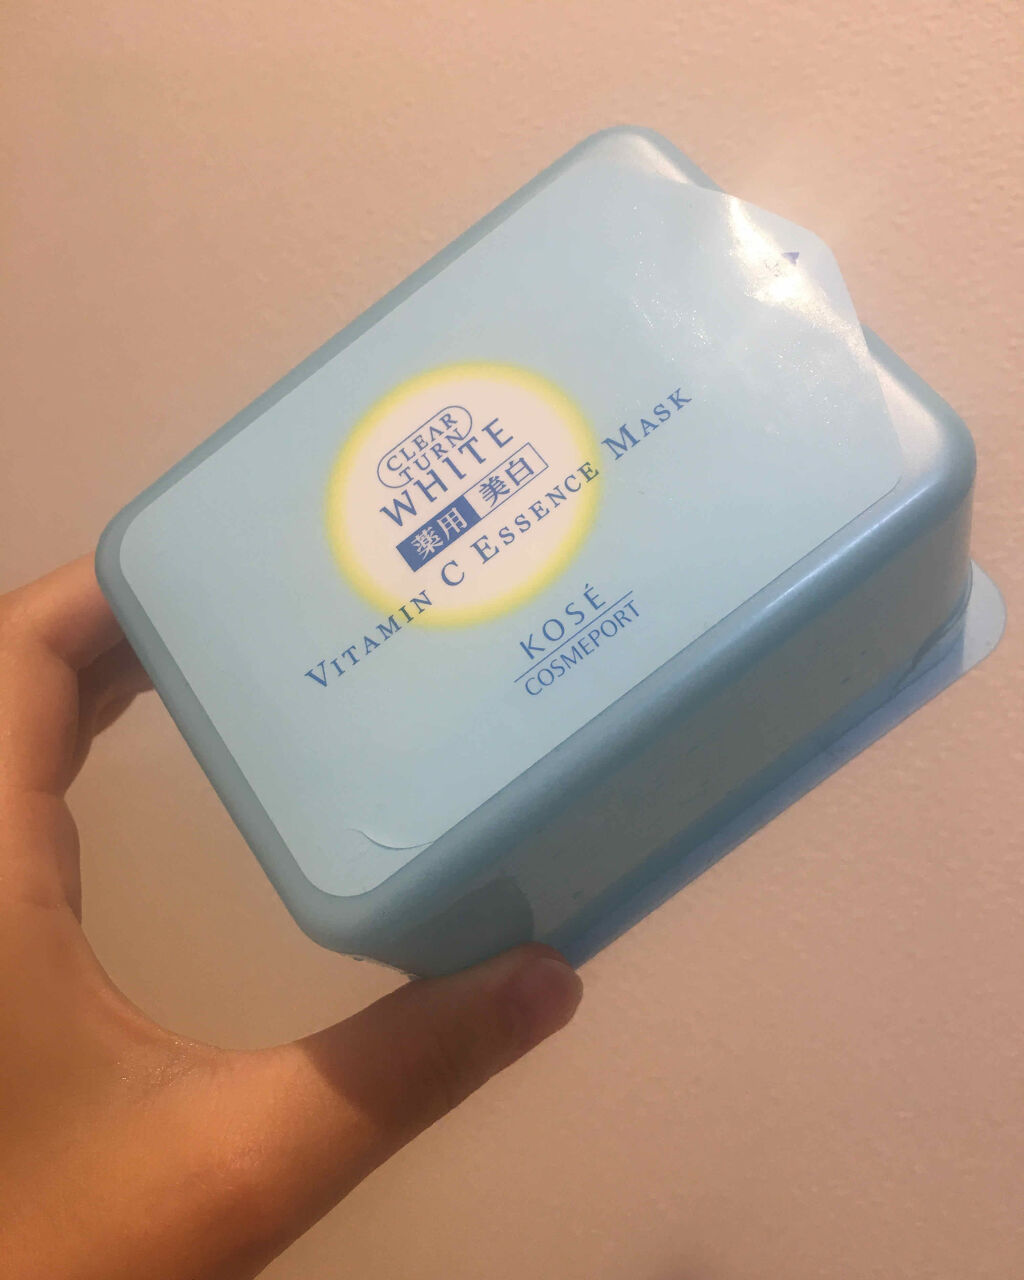 CLEAR
TURN
WHITE
薬用 美白
VITAMIN C ESSENCE MASK
KOSÉ
COSMEPORT